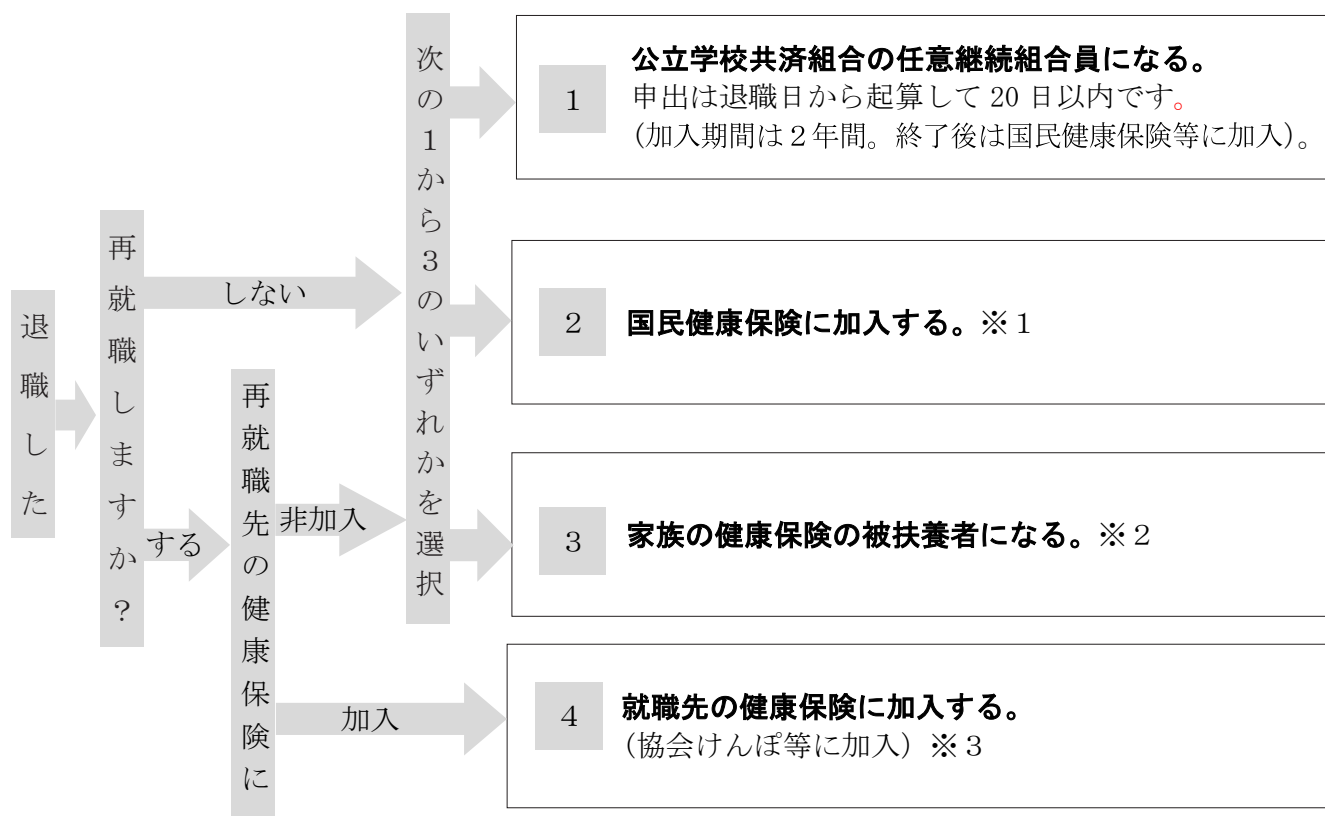 退職した
再就職しますか？
しない
する
再就職先の健康保険に
非加入
加入
次の１から３のいずれかを選択
１
公立学校共済組合の任意継続組合員になる。
申出は退職日から起算して 20 日以内です。
(加入期間は２年間。終了後は国民健康保険等に加入)。
２
国民健康保険に加入する。※１
３
家族の健康保険の被扶養者になる。※２
４
就職先の健康保険に加入する。
(協会けんぽ等に加入) ※３